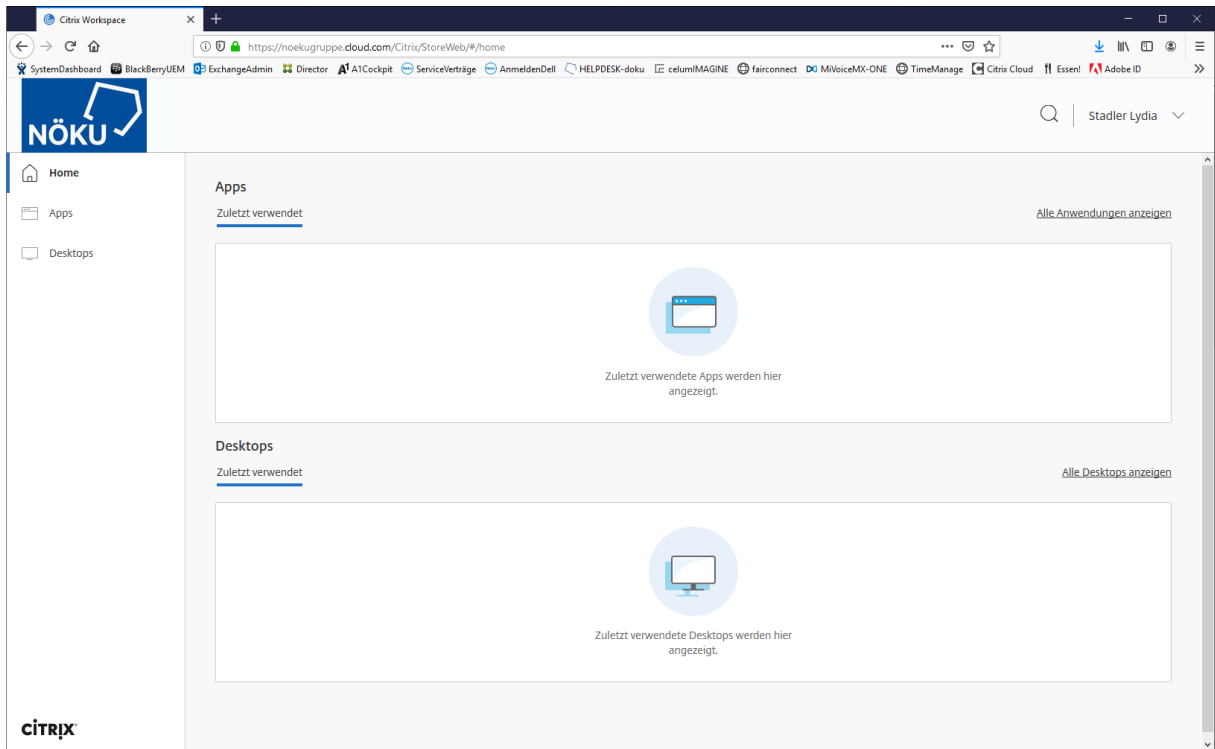 Citrix Workspace
https://noekugruppe.cloud.com/Citrix/StoreWeb/#/home
SystemDashboard BlackBerryUEM ExchangeAdmin Director A1Cockpit ServiceVerträge AnmeldenDell HELPDESK-doku celumIMAGINE fairconnect MiVoiceMX-ONE TimeManage Citrix Cloud Essen! Adobe ID
NÖKU
Stadler Lydia
Home
Apps
Desktops
Apps
Zuletzt verwendet
Alle Anwendungen anzeigen
Zuletzt verwendete Apps werden hier
angezeigt.
Desktops
Zuletzt verwendet
Alle Desktops anzeigen
Zuletzt verwendete Desktops werden hier
angezeigt.
CITRIX